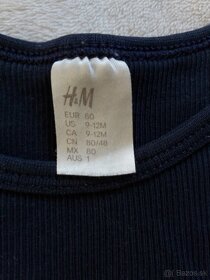 H&M
EUR 80
US 9-12M
CA 9-12M
CN 80/48
MX 80
AUS 1
bazos.sk